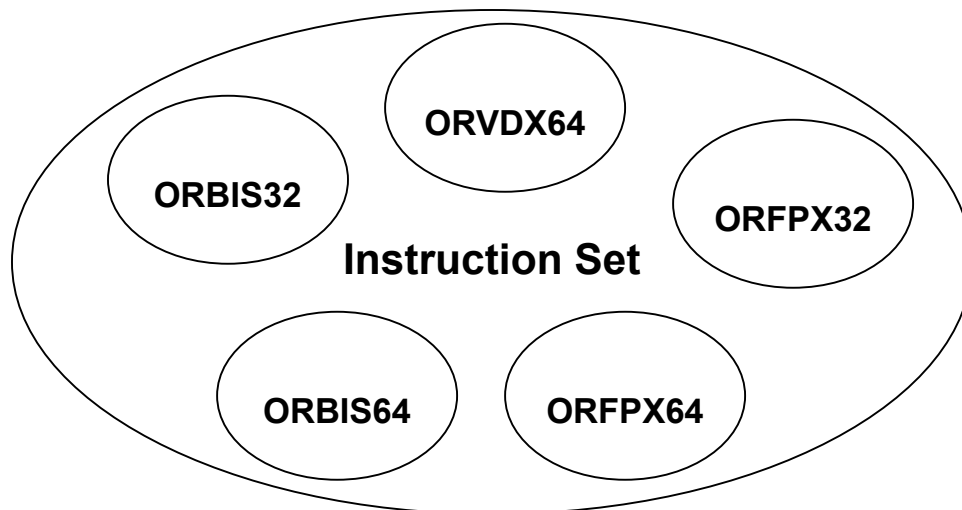 ORVDX64
ORBIS32
ORFPX32
Instruction Set
ORBIS64
ORFPX64